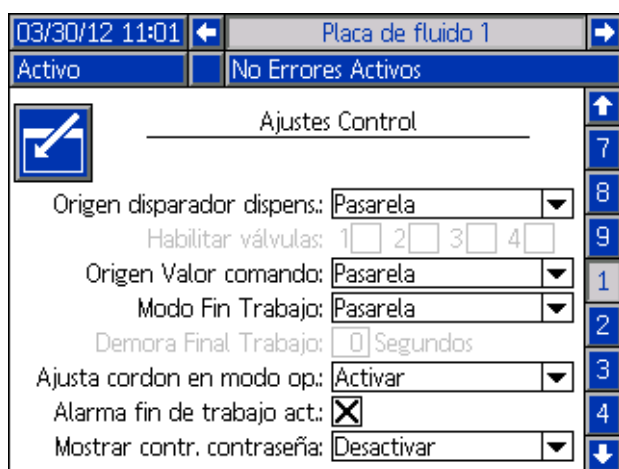 03/30/12 11:01 Placa de fluido 1
Activo No Errores Activos
Ajustes Control
7
Origen disparador dispens.: Pasarela 8
Habilitar válvulas: 1 2 3 4 9
Origen Valor comando: Pasarela 1
Modo Fin Trabajo: Pasarela
2
Demora Final Trabajo: 0 Segundos
Ajusta cordon en modo op.: Activar 3
Alarma fin de trabajo act.: X 4
Mostrar contr. contraseña: Desactivar